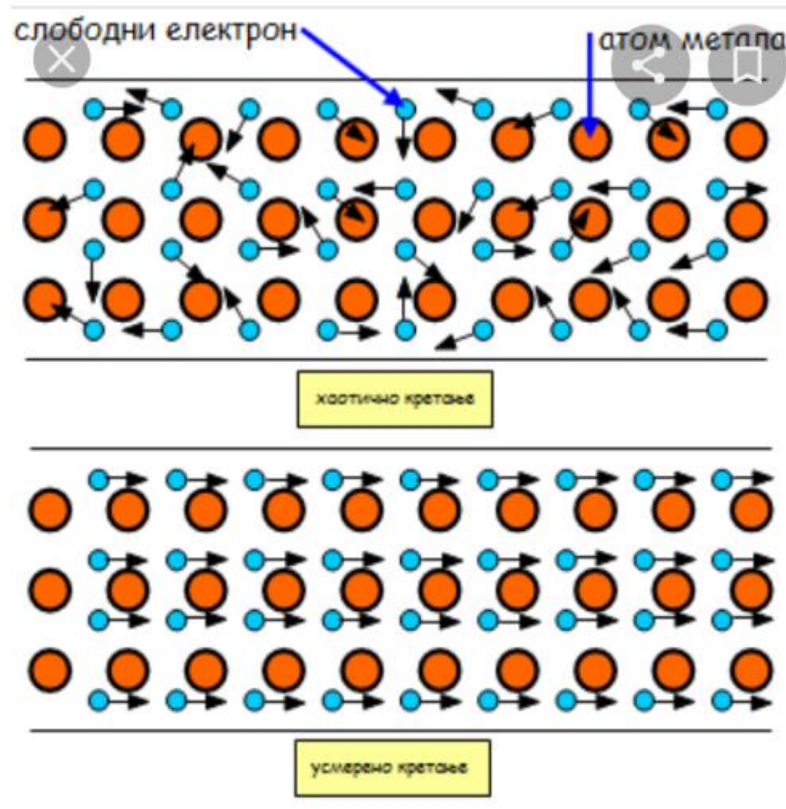 слободни електрон
атом метала
хаотично кретање
усмерено кретање